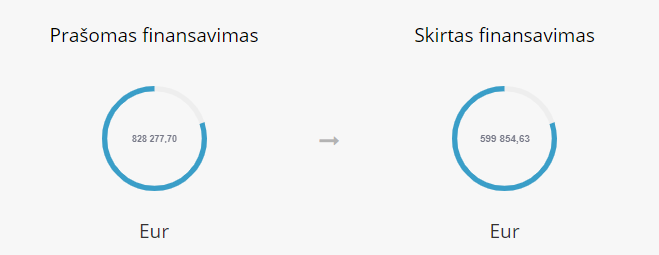 Prašomas finansavimas
828 277,70
Eur
Skirtas finansavimas
599 854,63
Eur